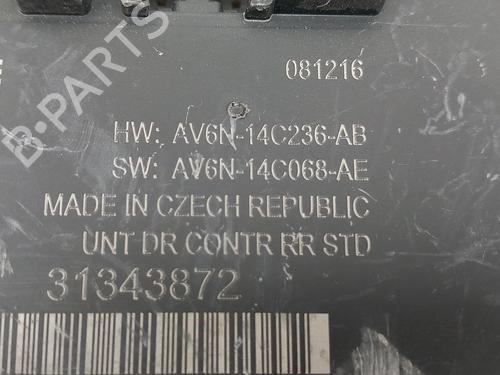 E
081216
HW: AV6N-14C236-AB
SW: AV6N-14C068-AE
MADE IN CZECH REPUBLIC
UNT DR CONTR RR STD
31343872
B-PARTS